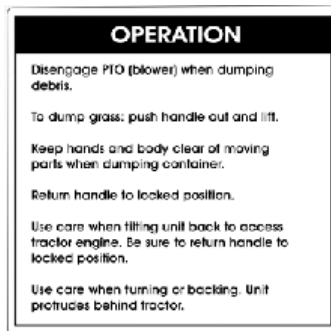 OPERATION
Disengage PTO (blower) when dumping
debris.
To dump grass: push handle out and lift.
Keep hands and body clear of moving
parts when dumping container.
Return handle to locked position.
Use care when tilting unit back to access
tractor engine. Be sure to return handle to
locked position.
Use care when turning or backing. Unit
protrudes behind tractor.